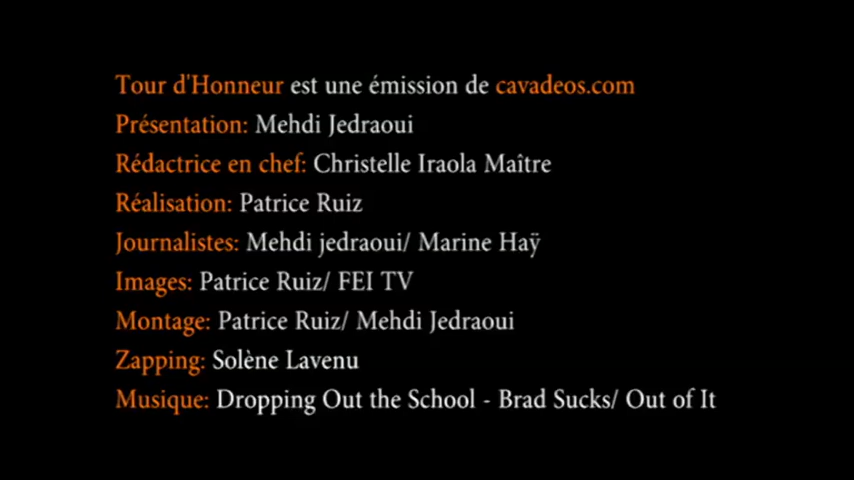 Tour d'Honneur est une émission de cavadeos.com
Présentation: Mehdi Jedraoui
Rédactrice en chef: Christelle Iraola Maître
Réalisation: Patrice Ruiz
Journalistes: Mehdi jedraoui/ Marine Haÿ
Images: Patrice Ruiz/ FEI TV
Montage: Patrice Ruiz/ Mehdi Jedraoui
Zapping: Solène Lavenu
Musique: Dropping Out the School - Brad Sucks/ Out of It